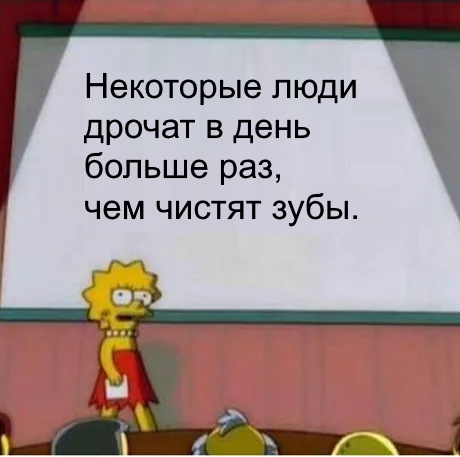 Некоторые люди
дрочат в день
больше раз,
чем чистят зубы.